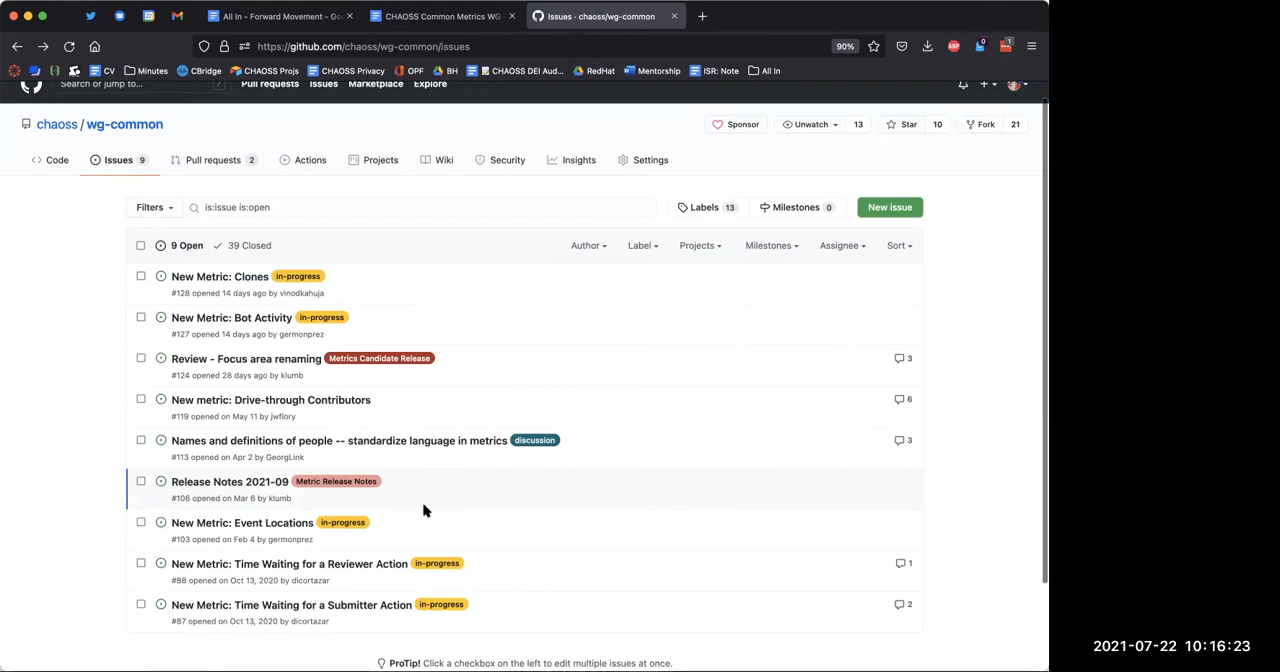 All In - Forward Movement - Go
CHAOSS Common Metrics WG
Issues · chaoss/wg-common
https://github.com/chaoss/wg-common/issues
90%
ABP
0
1
CV
Minutes
CBridge
CHAOSS Projs
CHAOSS Privacy
OPF
BH
CHAOSS DEI Aud...
RedHat
Mentorship
ISR: Note
All In
Search or jump to...
/
Pull requests
Issues
Marketplace
Explore
chaoss / wg-common
Sponsor
Unwatch 13
Star 10
Fork 21
Code
Issues 9
Pull requests 2
Actions
Projects
Wiki
Security
Insights
Settings
Filters
is:issue is:open
Labels 13
Milestones 0
New issue
9 Open
39 Closed
Author
Label
Projects
Milestones
Assignee
Sort
New Metric: Clones in-progress
#128 opened 14 days ago by vinodkahuja
New Metric: Bot Activity in-progress
#127 opened 14 days ago by germonprez
Review - Focus area renaming Metrics Candidate Release
3
#124 opened 28 days ago by klumb
New metric: Drive-through Contributors
6
#119 opened on May 11 by jwflory
Names and definitions of people -- standardize language in metrics discussion
3
#113 opened on Apr 2 by GeorgLink
Release Notes 2021-09 Metric Release Notes
#106 opened on Mar 6 by klumb
New Metric: Event Locations in-progress
#103 opened on Feb 4 by germonprez
New Metric: Time Waiting for a Reviewer Action in-progress
1
#88 opened on Oct 13, 2020 by dicortazar
New Metric: Time Waiting for a Submitter Action in-progress
2
#87 opened on Oct 13, 2020 by dicortazar
ProTip! Click a checkbox on the left to edit multiple issues at once.
2021-07-22 10:16:23